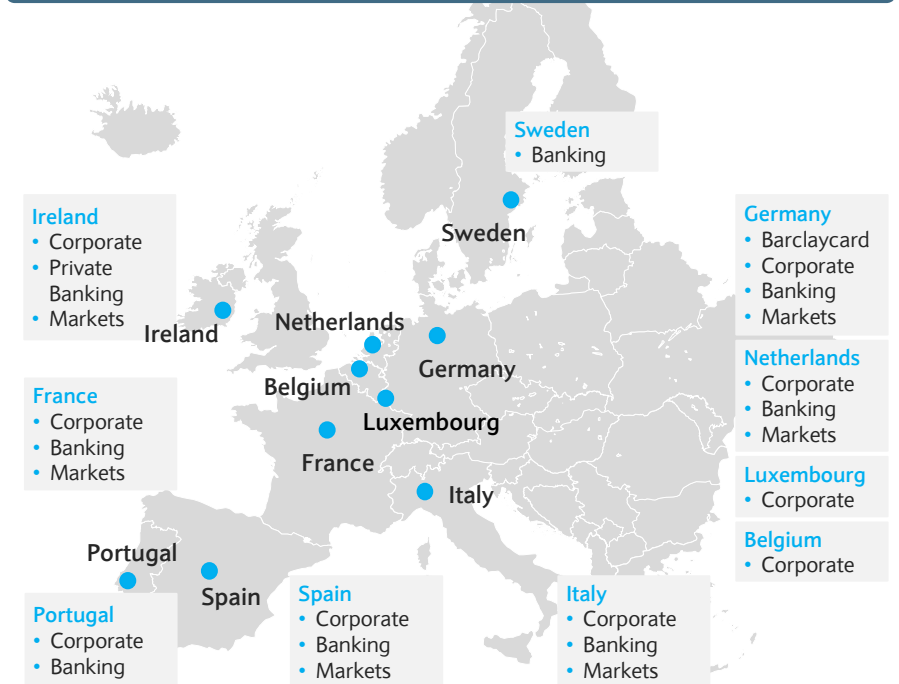 Sweden
• Banking
Ireland
• Corporate
• Private
Banking
• Markets
Germany
• Barclaycard
• Corporate
• Banking
• Markets
Sweden
Ireland
Netherlands
Germany
Belgium
Luxembourg
France
Italy
Portugal
Spain
Netherlands
• Corporate
• Banking
• Markets
France
• Corporate
• Banking
• Markets
Luxembourg
• Corporate
Belgium
• Corporate
Portugal
• Corporate
• Banking
Spain
• Corporate
• Banking
• Markets
Italy
• Corporate
• Banking
• Markets